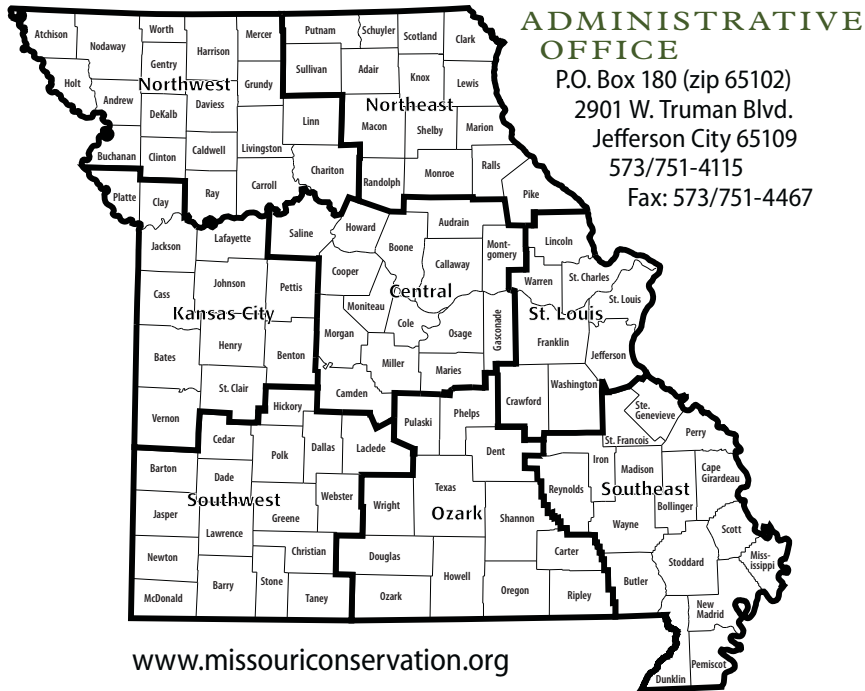 ADMINISTRATIVE
OFFICE
P.O. Box 180 (zip 65102)
2901 W. Truman Blvd.
Jefferson City 65109
573/751-4115
Fax: 573/751-4467
Atchison
Nodaway
Worth
Harrison
Mercer
Putnam
Schuyler
Scotland
Clark
Gentry
Sullivan
Adair
Knox
Lewis
Holt
Northwest
Grundy
Andrew
DeKalb
Daviess
Northeast
Linn
Macon
Shelby
Marion
Buchanan
Clinton
Caldwell
Livingston
Chariton
Monroe
Ralls
Platte
Clay
Ray
Carroll
Randolph
Pike
Jackson
Lafayette
Saline
Howard
Boone
Audrain
Mont-
gomery
Lincoln
Callaway
Cooper
Warren
St. Charles
Johnson
Pettis
Central
St. Louis
Cass
Moniteau
Kansas City
Cole
Osage
Gasconade
St. Louis
Morgan
Franklin
Henry
Benton
Miller
Maries
Jefferson
Bates
St. Clair
Camden
Crawford
Washington
Vernon
Hickory
Pulaski
Phelps
Ste.
Genevieve
Cedar
Polk
Dallas
Laclede
Dent
St. Francois
Perry
Barton
Dade
Iron
Madison
Cape
Girardeau
Southwest
Webster
Wright
Texas
Reynolds
Southeast
Bollinger
Jasper
Greene
Ozark
Shannon
Wayne
Scott
Lawrence
Christian
Douglas
Carter
Stoddard
Miss-
issippi
Newton
Barry
Stone
Taney
Howell
Oregon
Ripley
Butler
McDonald
Ozark
New
Madrid
Pemiscot
Dunklin
www.missouriconservation.org